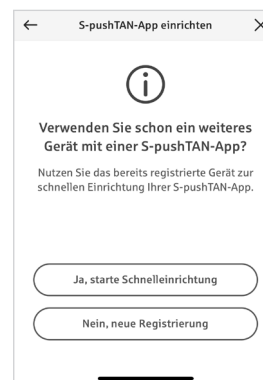 S-pushTAN-App einrichten
Verwenden Sie schon ein weiteres
Gerät mit einer S-pushTAN-App?
Nutzen Sie das bereits registrierte Gerät zur
schnellen Einrichtung Ihrer S-pushTAN-App.
Ja, starte Schnelleinrichtung
Nein, neue Registrierung